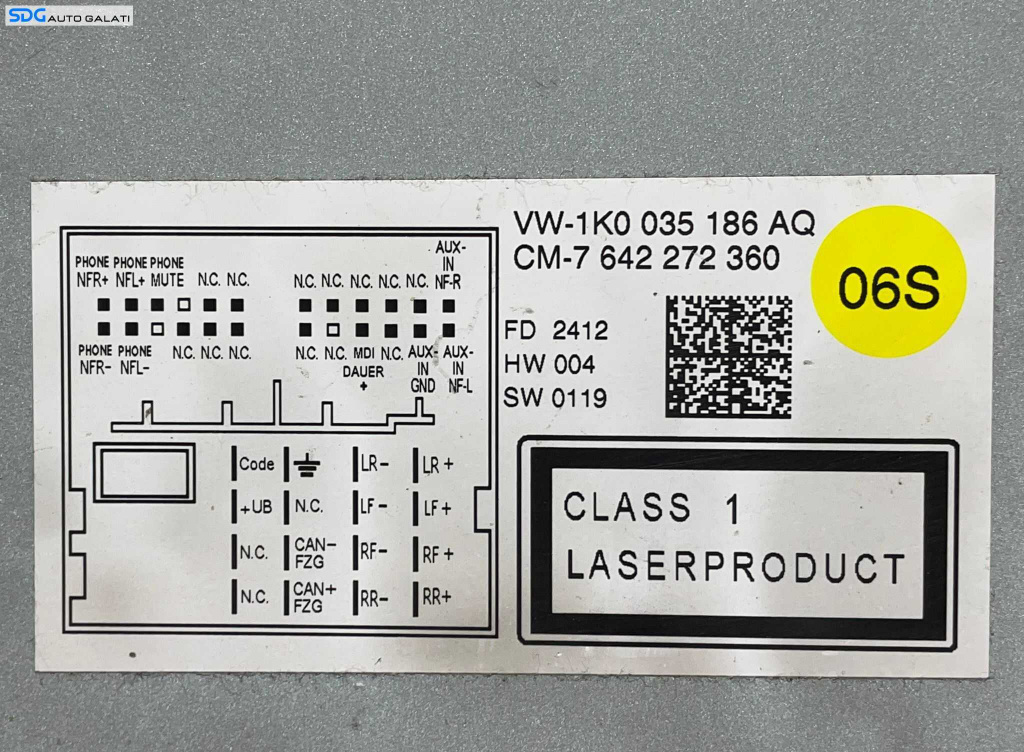 SDG AUTO GALATI
VW-1K0 035 186 AQ
CM-7 642 272 360
06S
FD 2412
HW 004
SW 0119
CLASS 1
LASERPRODUCT
PHONE PHONE PHONE
NFR+ NFL+ MUTE N.C. N.C.
AUX-
IN
N.C. N.C. N.C. N.C. N.C. NF-R
PHONE PHONE
NFR- NFL-
N.C. N.C. N.C.
N.C. N.C. MDI N.C. AUX- AUX-
DAUER IN IN
+ GND NF-L
Code LR- LR+
+UB N.C. LF- LF+
N.C. CAN- FZG RF- RF+
N.C. CAN+ FZG RR- RR+